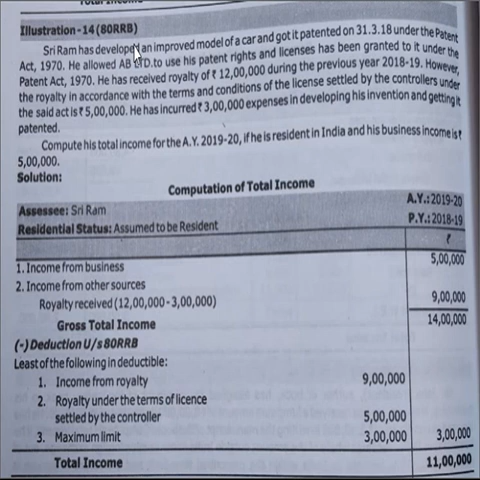 Illustration-14 (80RRB)
Sri Ram has developed an improved model of a car and got it patented on 31.3.18 under the Patent
Act, 1970. He allowed AB LTD.to use his patent rights and licenses has been granted to it under the
Patent Act, 1970. He has received royalty of ₹ 12,00,000 during the previous year 2018-19. However,
the royalty in accordance with the terms and conditions of the license settled by the controllers under
the said act is ₹ 5,00,000. He has incurred ₹ 3,00,000 expenses in developing his invention and getting it
patented.
Compute his total income for the A.Y. 2019-20, if he is resident in India and his business income is ₹
5,00,000.
Solution:
Computation of Total Income
Assessee: Sri Ram A.Y.:2019-20
Residential Status: Assumed to be Resident P.Y.:2018-19
₹
1. Income from business 5,00,000
2. Income from other sources
Royalty received (12,00,000-3,00,000) 9,00,000
Gross Total Income 14,00,000
(-) Deduction U/s 80RRB
Least of the following in deductible:
1. Income from royalty 9,00,000
2. Royalty under the terms of licence
settled by the controller 5,00,000
3. Maximum limit 3,00,000 3,00,000
Total Income 11,00,000